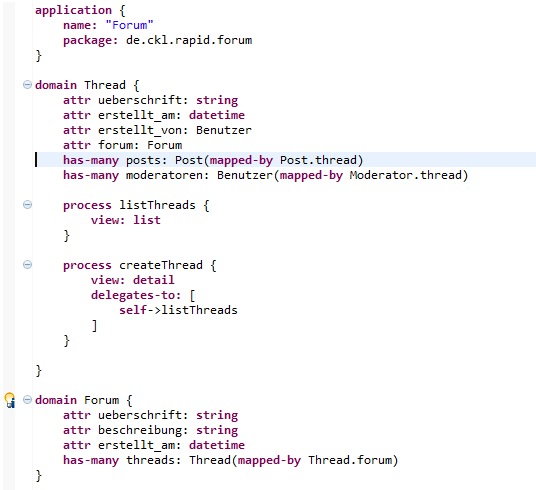 application {
    name: "Forum"
    package: de.ckl.rapid.forum
}
domain Thread {
    attr ueberschrift: string
    attr erstellt_am: datetime
    attr erstellt_von: Benutzer
    attr forum: Forum
    has-many posts: Post(mapped-by Post.thread)
    has-many moderatoren: Benutzer(mapped-by Moderator.thread)
    process listThreads {
        view: list
    }
    process createThread {
        view: detail
        delegates-to: [
            self->listThreads
        ]
    }
}
domain Forum {
    attr ueberschrift: string
    attr beschreibung: string
    attr erstellt_am: datetime
    has-many threads: Thread(mapped-by Thread.forum)
}